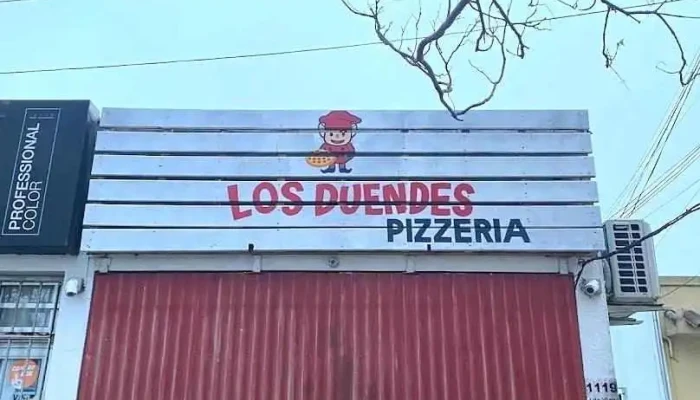 PROFESSIONAL
COLOR
LOS DUENDES
PIZZERIA
1119